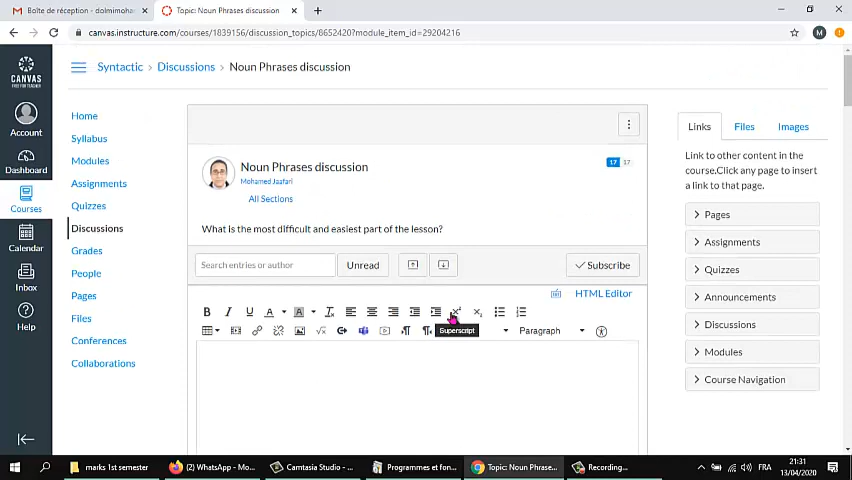 Boîte de réception - dolmimoha
Topic: Noun Phrases discussion
canvas.instructure.com/courses/1839156/discussion_topics/8652420?module_item_id=29204216
M
CANVAS
FREE FOR TEACHER
Account
Dashboard
Courses
Calendar
Inbox
Help
Syntactic > Discussions > Noun Phrases discussion
Home
Syllabus
Modules
Assignments
Quizzes
Discussions
Grades
People
Pages
Files
Conferences
Collaborations
Noun Phrases discussion
17 17
Mohamed Jaafari
All Sections
What is the most difficult and easiest part of the lesson?
Search entries or author
Unread
Subscribe
HTML Editor
B I U A A
Superscript
Paragraph
Links Files Images
Link to other content in the
course.Click any page to insert
a link to that page.
Pages
Assignments
Quizzes
Announcements
Discussions
Modules
Course Navigation
marks 1st semester
(2) WhatsApp - Mo...
Camtasia Studio - ...
Programmes et fon...
Topic: Noun Phrase...
Recording...
FRA
21:31
13/04/2020